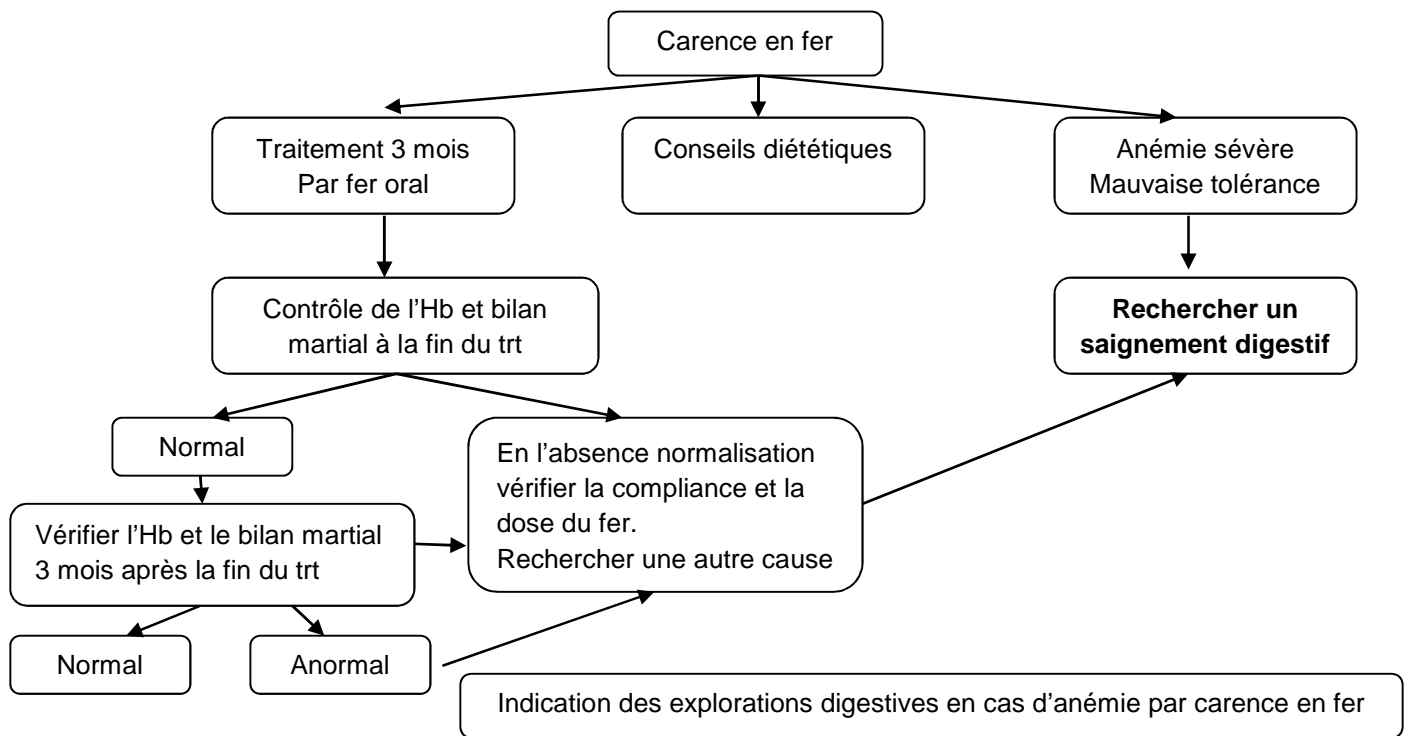 Carence en fer
Traitement 3 mois
Par fer oral
Conseils diététiques
Anémie sévère
Mauvaise tolérance
Contrôle de l’Hb et bilan
martial à la fin du trt
Rechercher un
saignement digestif
Normal
En l’absence normalisation
vérifier la compliance et la
dose du fer.
Rechercher une autre cause
Vérifier l’Hb et le bilan martial
3 mois après la fin du trt
Normal
Anormal
Indication des explorations digestives en cas d’anémie par carence en fer